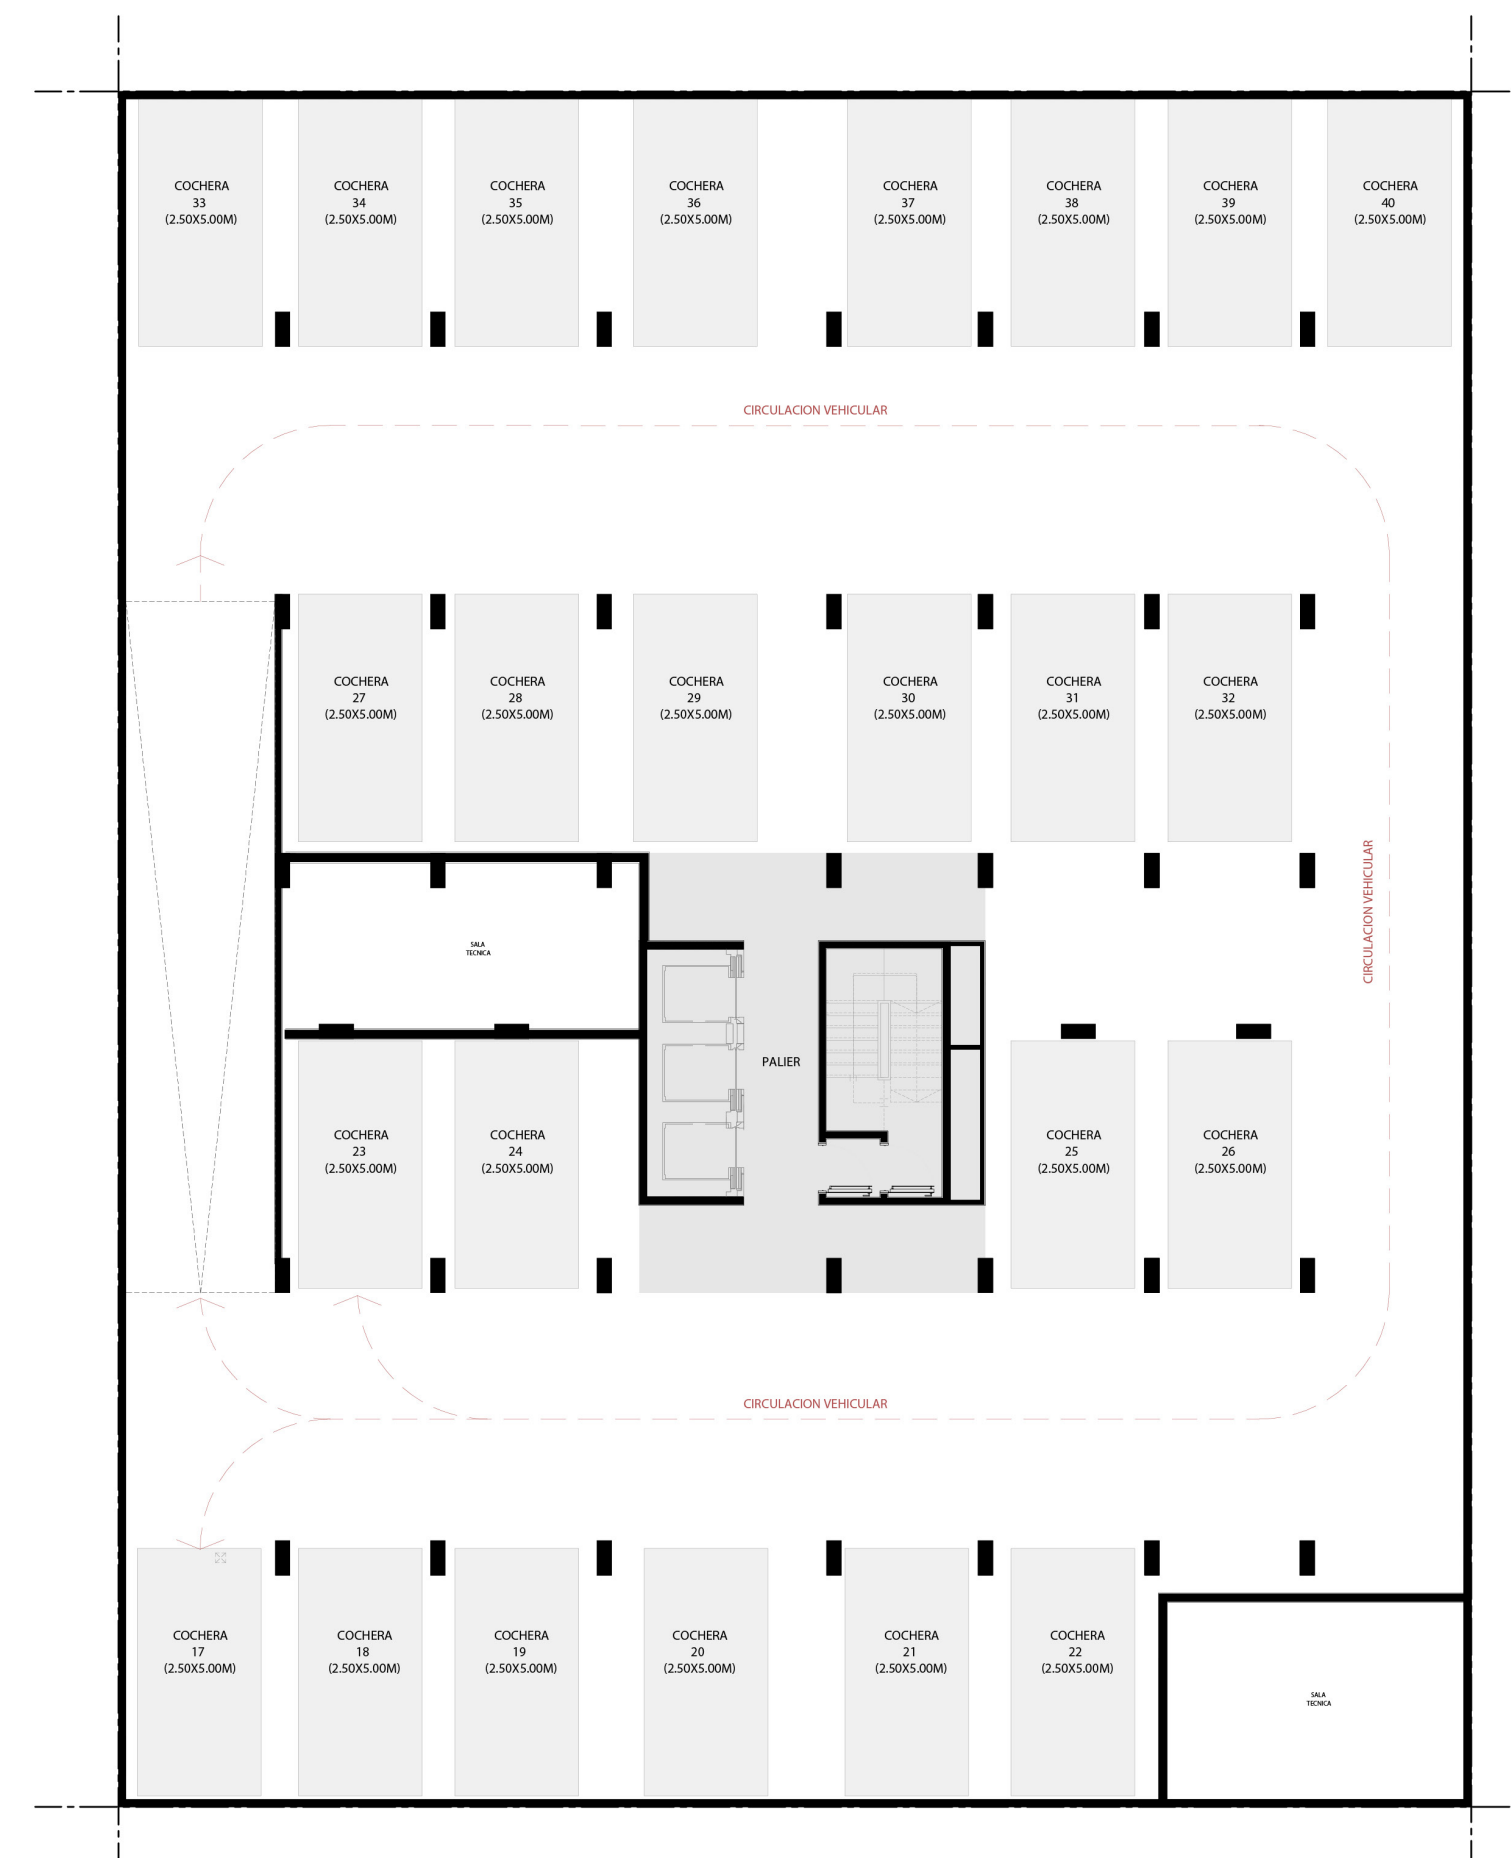 COCHERA
33
(2.50X5.00M)
COCHERA
34
(2.50X5.00M)
COCHERA
35
(2.50X5.00M)
COCHERA
36
(2.50X5.00M)
COCHERA
37
(2.50X5.00M)
COCHERA
38
(2.50X5.00M)
COCHERA
39
(2.50X5.00M)
COCHERA
40
(2.50X5.00M)
CIRCULACION VEHICULAR
COCHERA
27
(2.50X5.00M)
COCHERA
28
(2.50X5.00M)
COCHERA
29
(2.50X5.00M)
COCHERA
30
(2.50X5.00M)
COCHERA
31
(2.50X5.00M)
COCHERA
32
(2.50X5.00M)
CIRCULACION VEHICULAR
SALA
TECNICA
PALIER
COCHERA
23
(2.50X5.00M)
COCHERA
24
(2.50X5.00M)
COCHERA
25
(2.50X5.00M)
COCHERA
26
(2.50X5.00M)
CIRCULACION VEHICULAR
COCHERA
17
(2.50X5.00M)
COCHERA
18
(2.50X5.00M)
COCHERA
19
(2.50X5.00M)
COCHERA
20
(2.50X5.00M)
COCHERA
21
(2.50X5.00M)
COCHERA
22
(2.50X5.00M)
SALA
TECNICA